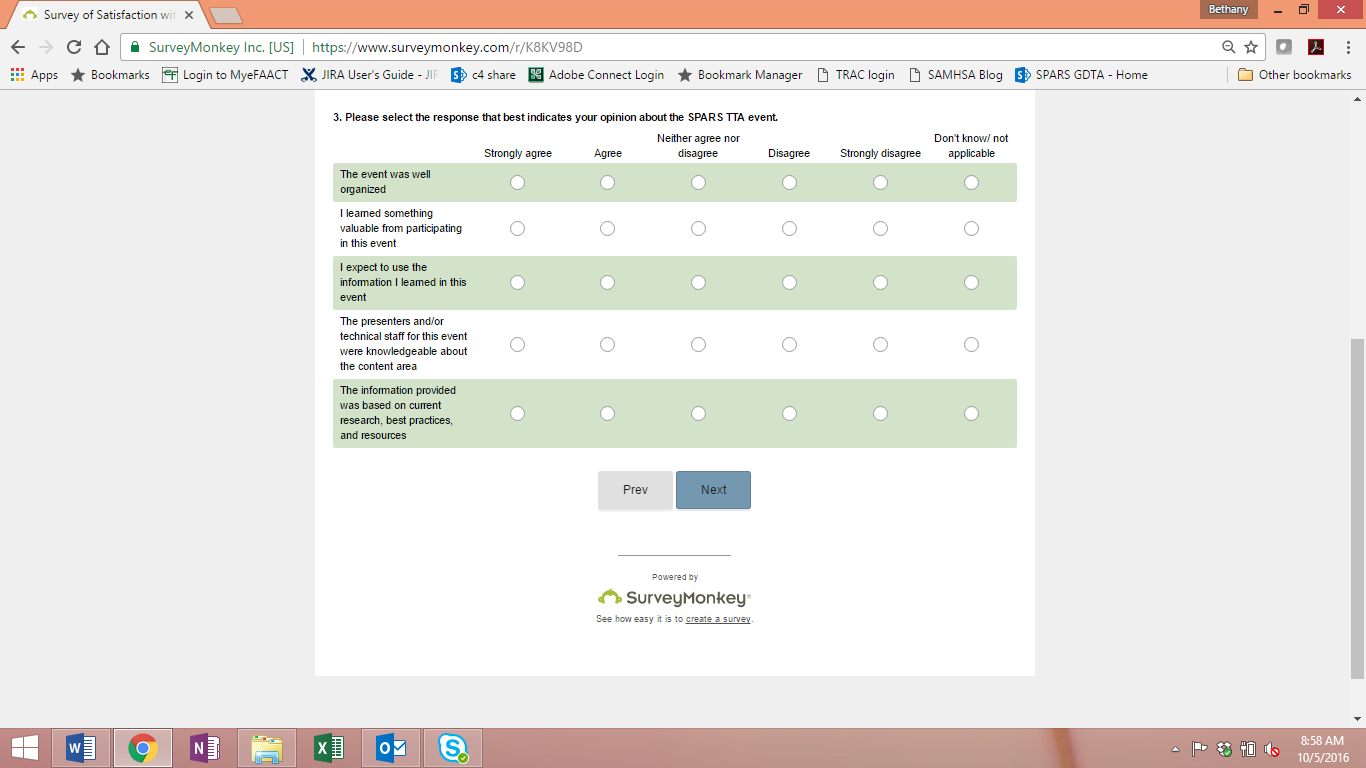 Survey of Satisfaction wit
Bethany
SurveyMonkey Inc. [US] https://www.surveymonkey.com/r/K8KV98D
Apps Bookmarks Login to MyeFAACT JIRA User's Guide - JIF c4 share Adobe Connect Login Bookmark Manager TRAC login SAMHSA Blog SPARS GDTA - Home Other bookmarks
3. Please select the response that best indicates your opinion about the SPARS TTA event.
Strongly agree Agree Neither agree nor disagree Disagree Strongly disagree Don't know/ not applicable
The event was well
organized
I learned something
valuable from participating
in this event
I expect to use the
information I learned in this
event
The presenters and/or
technical staff for this event
were knowledgeable about
the content area
The information provided
was based on current
research, best practices,
and resources
Prev Next
Powered by
SurveyMonkey®
See how easy it is to create a survey.
8:58 AM
10/5/2016